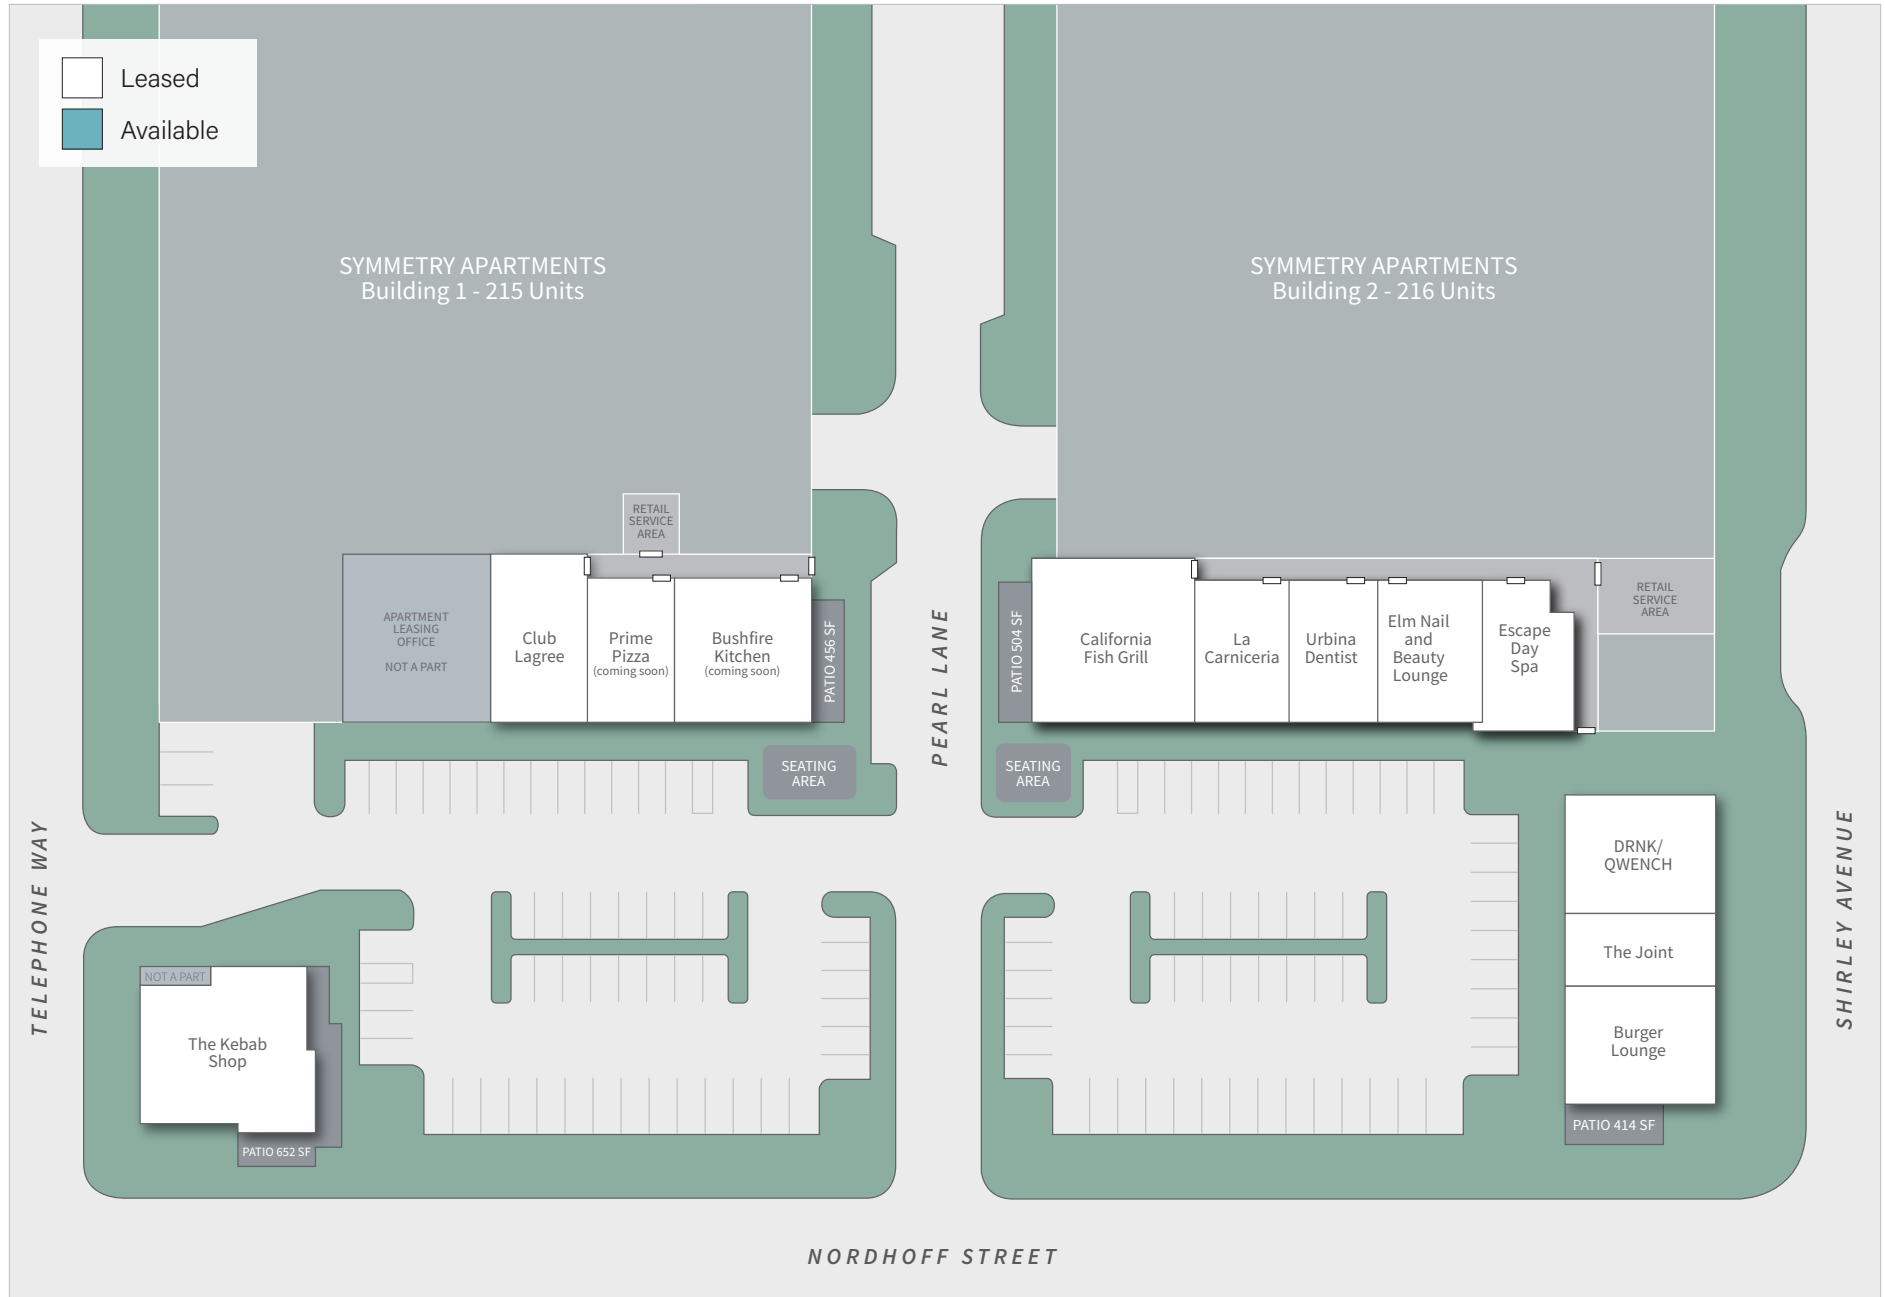 Leased
Available
SYMMETRY APARTMENTS
Building 1 - 215 Units
SYMMETRY APARTMENTS
Building 2 - 216 Units
RETAIL
SERVICE
AREA
APARTMENT
LEASING
OFFICE
NOT A PART
Club
Lagree
Prime
Pizza
(coming soon)
Bushfire
Kitchen
(coming soon)
PATIO 456 SF
PEARL LANE
PATIO 504 SF
California
Fish Grill
La
Carniceria
Urbina
Dentist
Elm Nail
and
Beauty
Lounge
Escape
Day
Spa
RETAIL
SERVICE
AREA
SEATING
AREA
SEATING
AREA
TELEPHONE WAY
NOT A PART
The Kebab
Shop
PATIO 652 SF
DRNK/
QWENCH
The Joint
Burger
Lounge
PATIO 414 SF
SHIRLEY AVENUE
NORDHOFF STREET